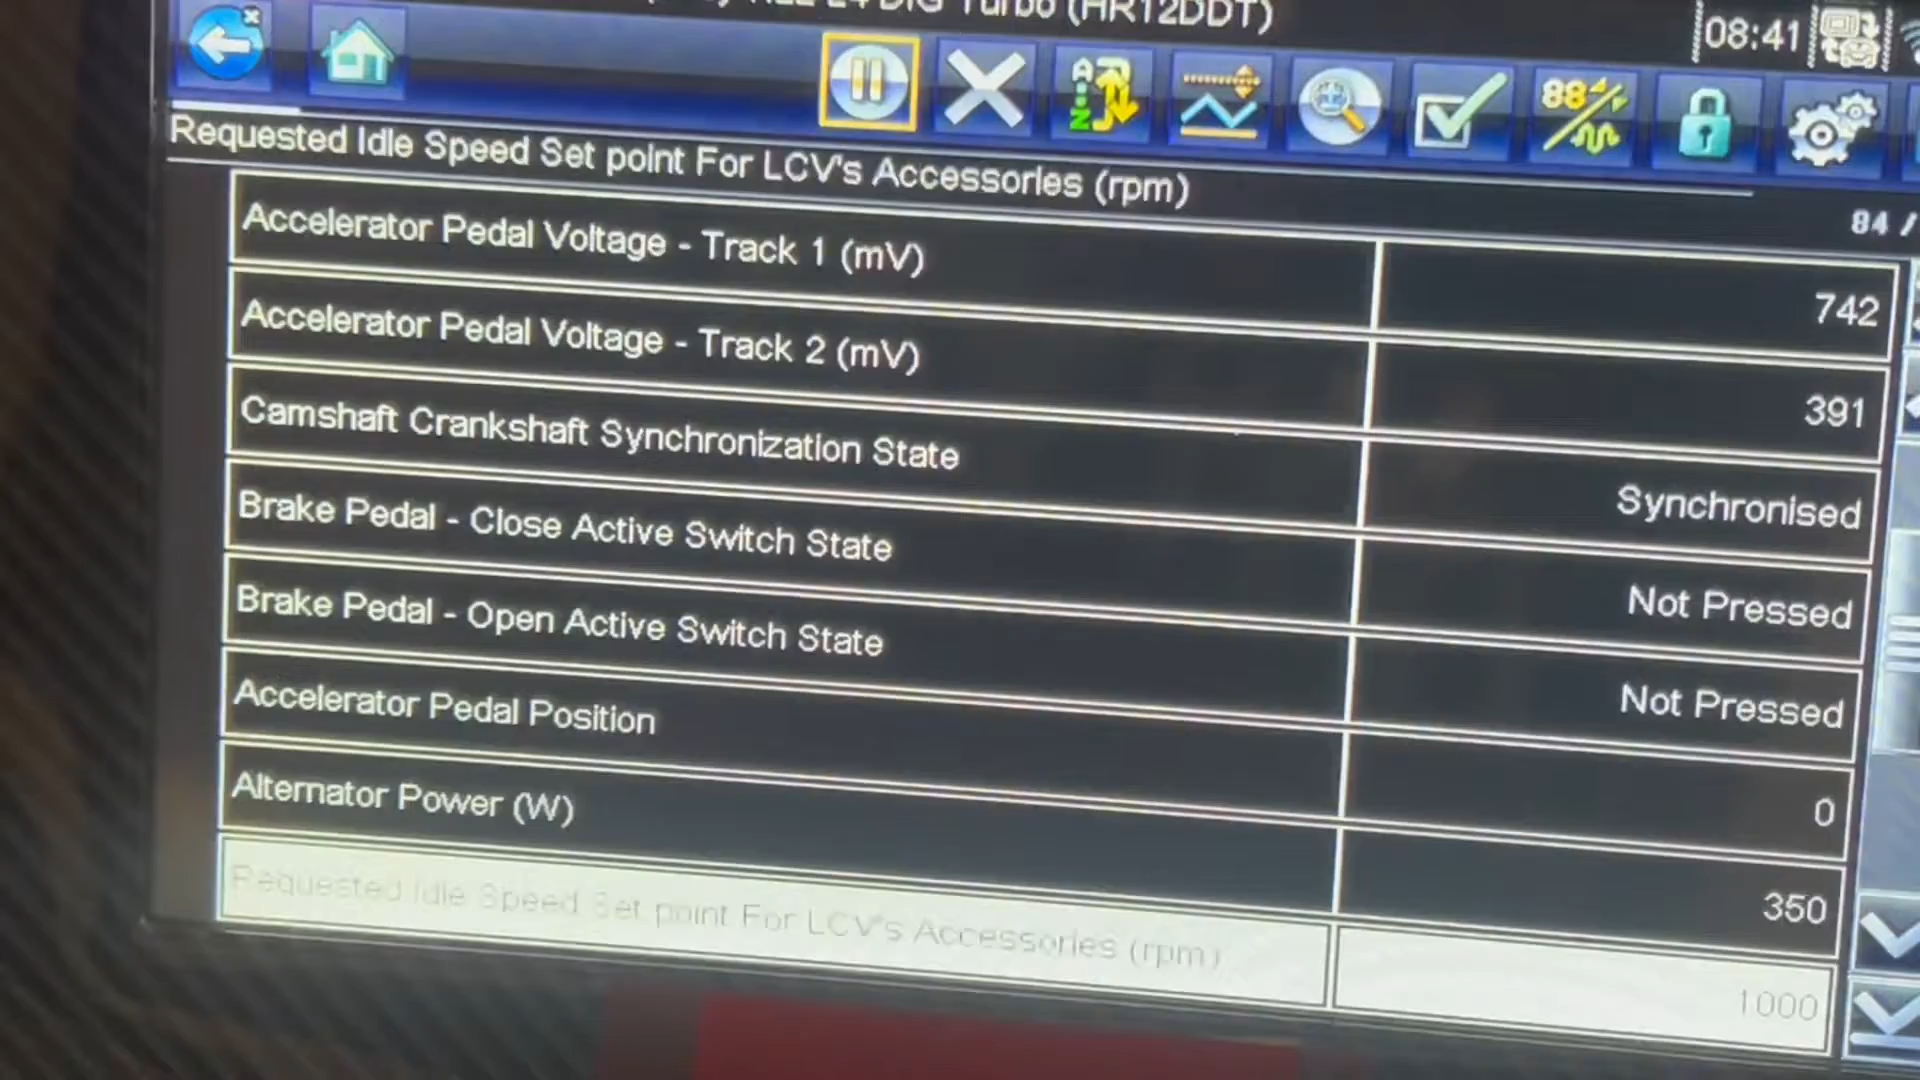 Turbo (HR12DDT)
08:41
Requested Idle Speed Set point For LCV's Accessories (rpm)
84 /
Accelerator Pedal Voltage - Track 1 (mV)
742
Accelerator Pedal Voltage - Track 2 (mV)
391
Camshaft Crankshaft Synchronization State
Synchronised
Brake Pedal - Close Active Switch State
Not Pressed
Brake Pedal - Open Active Switch State
Not Pressed
Accelerator Pedal Position
0
Alternator Power (W)
350
Requested Idle Speed Set point For LCV's Accessories (rpm)
1000